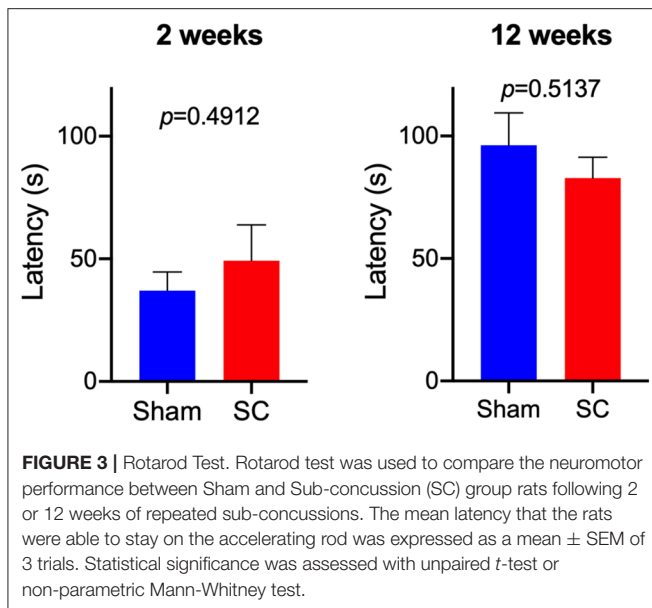 2 weeks
12 weeks
p=0.4912
p=0.5137
Latency (s)
100
50
0
Sham SC
Latency (s)
100
50
0
Sham SC
FIGURE 3 | Rotarod Test. Rotarod test was used to compare the neuromotor
performance between Sham and Sub-concussion (SC) group rats following 2
or 12 weeks of repeated sub-concussions. The mean latency that the rats
were able to stay on the accelerating rod was expressed as a mean ± SEM of
3 trials. Statistical significance was assessed with unpaired t-test or
non-parametric Mann-Whitney test.